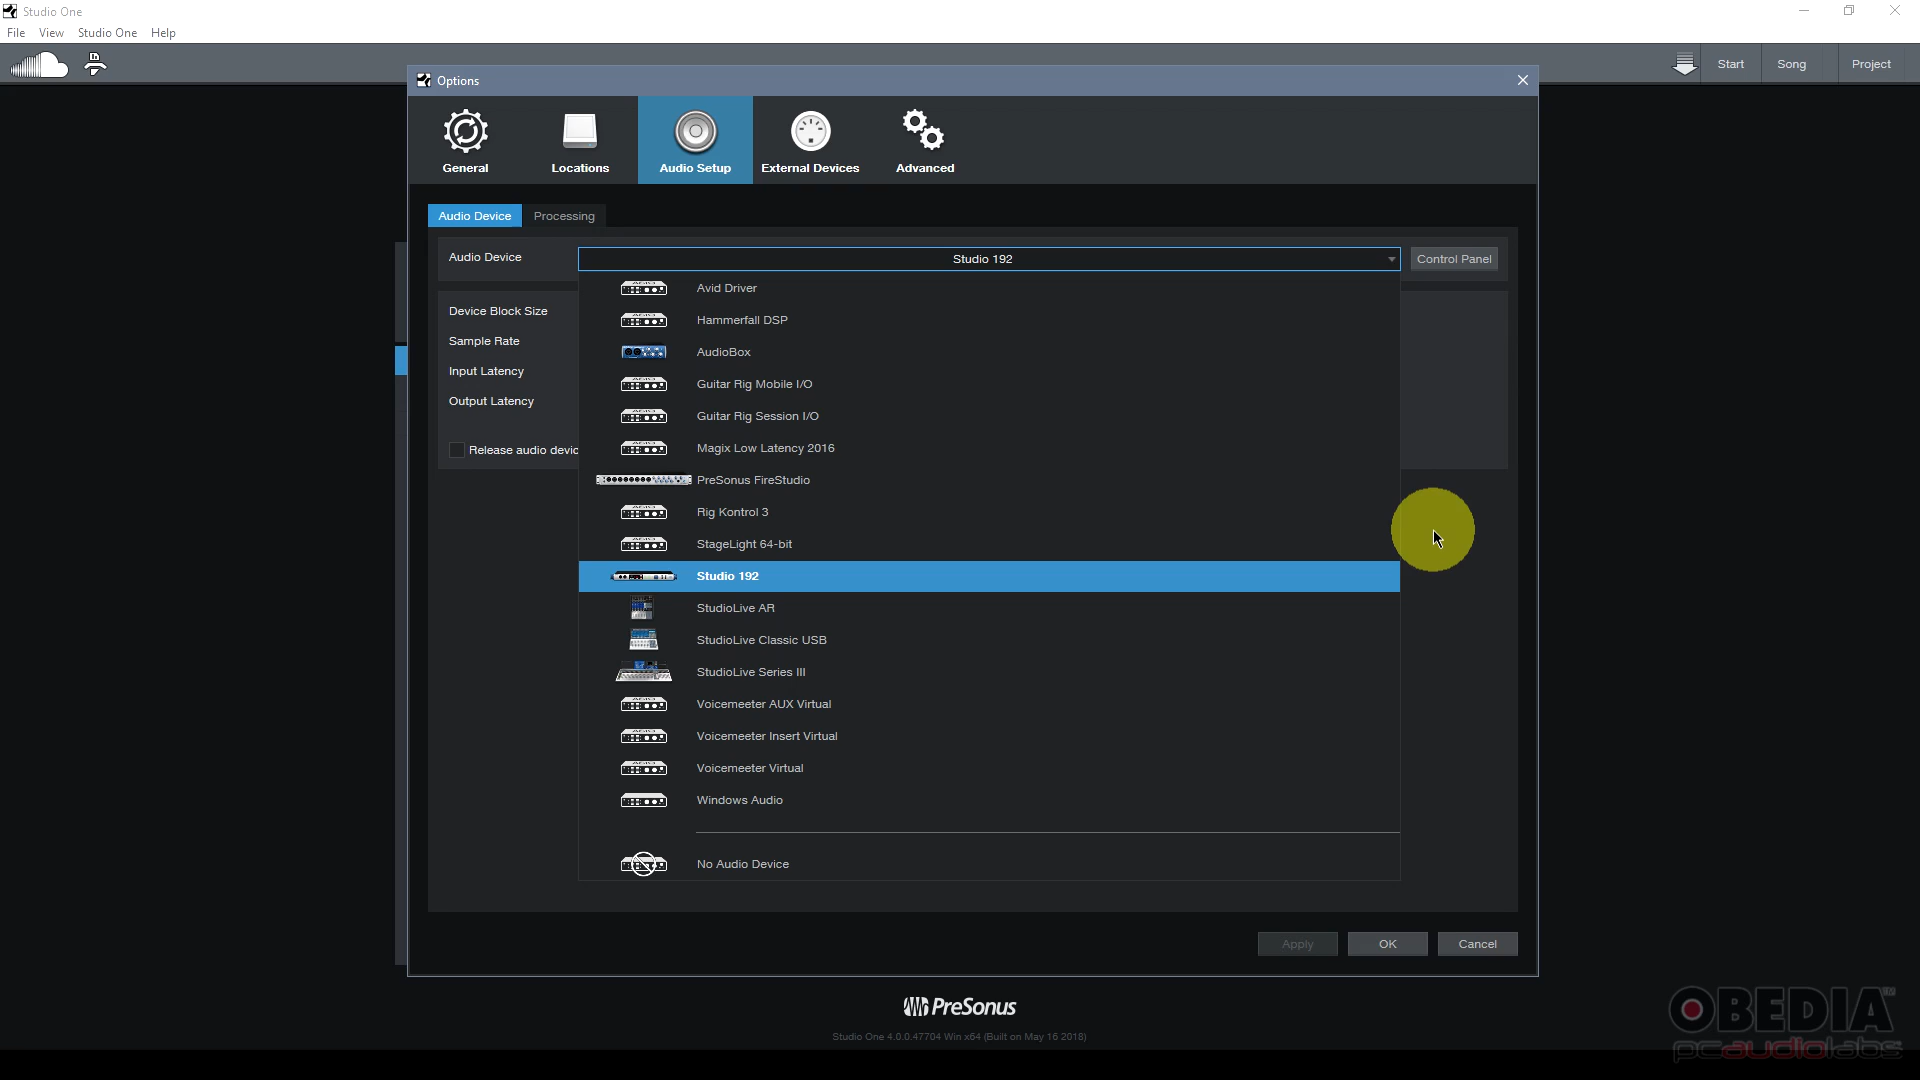 Studio One
File View Studio One Help
Start Song Project
Options
General Locations Audio Setup External Devices Advanced
Audio Device Processing
Audio Device Studio 192 Control Panel
Device Block Size
Sample Rate
Input Latency
Output Latency
Release audio devic
Avid Driver
Hammerfall DSP
AudioBox
Guitar Rig Mobile I/O
Guitar Rig Session I/O
Magix Low Latency 2016
PreSonus FireStudio
Rig Kontrol 3
StageLight 64-bit
Studio 192
StudioLive AR
StudioLive Classic USB
StudioLive Series III
Voicemeeter AUX Virtual
Voicemeeter Insert Virtual
Voicemeeter Virtual
Windows Audio
No Audio Device
Apply OK Cancel
PreSonus
Studio One 4.0.0.47704 Win x64 (Built on May 16 2018)
OBEDIA
pcaudiolabs